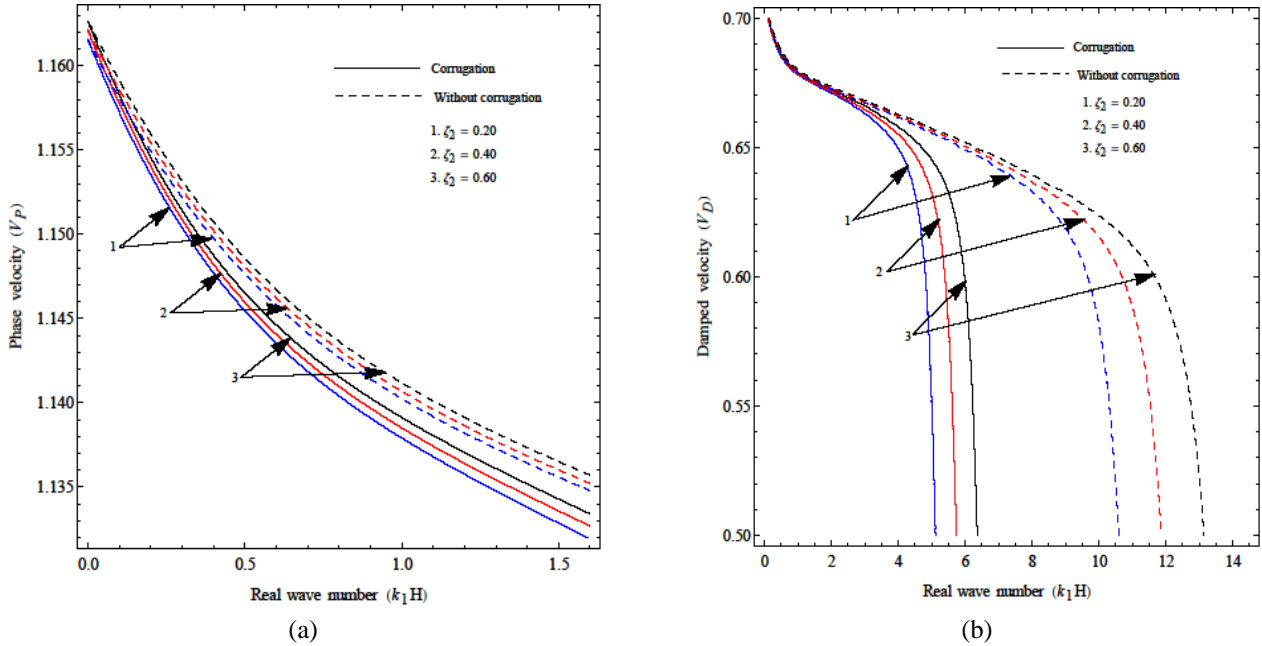 1.160
1.155
1.150
1.145
1.140
1.135
Phase velocity (V_P)
Corrugation
Without corrugation
1. ζ₂ = 0.20
2. ζ₂ = 0.40
3. ζ₂ = 0.60
1
2
3
0.0 0.5 1.0 1.5
Real wave number (k₁H)
(a)
0.70
0.65
0.60
0.55
0.50
Damped velocity (V_D)
Corrugation
Without corrugation
1. ζ₂ = 0.20
2. ζ₂ = 0.40
3. ζ₂ = 0.60
1
2
3
0 2 4 6 8 10 12 14
Real wave number (k₁H)
(b)